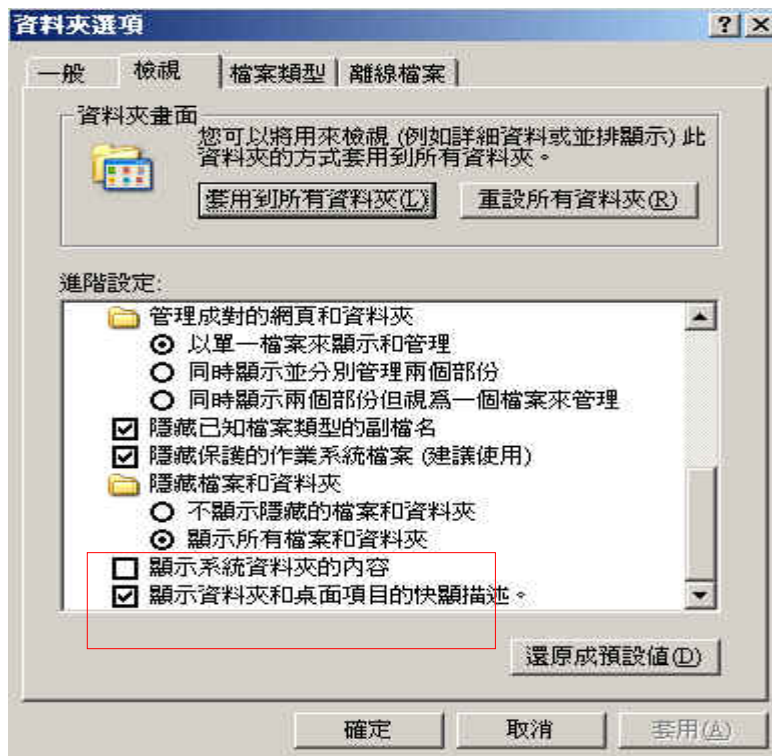 資料夾選項
一般 檢視 檔案類型 離線檔案
資料夾畫面
您可以將用來檢視 (例如詳細資料或並排顯示) 此
資料夾的方式套用到所有資料夾。
套用到所有資料夾(L) 重設所有資料夾(R)
進階設定:
管理成對的網頁和資料夾
以單一檔案來顯示和管理
同時顯示並分別管理兩個部份
同時顯示兩個部份但視為一個檔案來管理
隱藏已知檔案類型的副檔名
隱藏保護的作業系統檔案 (建議使用)
隱藏檔案和資料夾
不顯示隱藏的檔案和資料夾
顯示所有檔案和資料夾
顯示系統資料夾的內容
顯示資料夾和桌面項目的快顯描述。
還原成預設值(D)
確定 取消 套用(A)